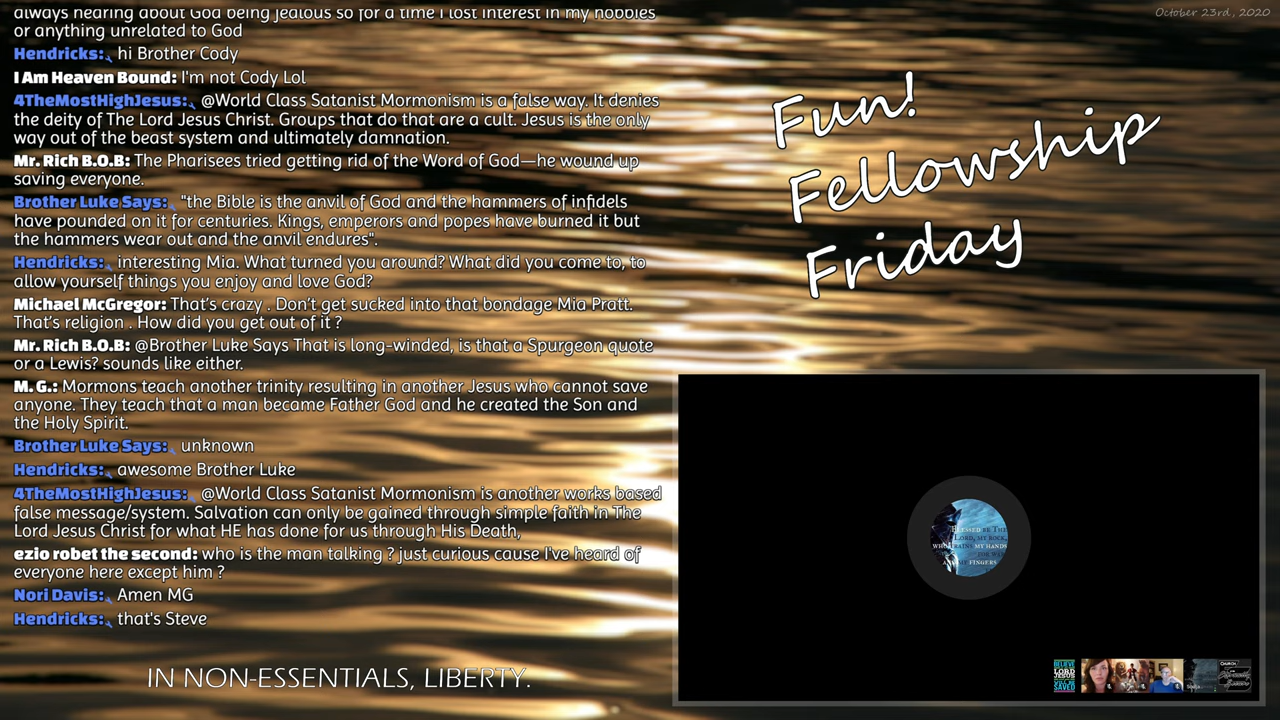 always hearing about God being jealous so for a time I lost interest in my hobbies
or anything unrelated to God
Hendricks: hi Brother Cody
I Am Heaven Bound: I'm not Cody Lol
4TheMostHighJesus: @World Class Satanist Mormonism is a false way. It denies
the deity of The Lord Jesus Christ. Groups that do that are a cult. Jesus is the only
way out of the beast system and ultimately damnation.
Mr. Rich B.O.B: The Pharisees tried getting rid of the Word of God—he wound up
saving everyone.
Brother Luke Says: "the Bible is the anvil of God and the hammers of infidels
have pounded on it for centuries. Kings, emperors and popes have burned it but
the hammers wear out and the anvil endures".
Hendricks: interesting Mia. What turned you around? What did you come to, to
allow yourself things you enjoy and love God?
Michael McGregor: That's crazy . Don't get sucked into that bondage Mia Pratt.
That's religion . How did you get out of it ?
Mr. Rich B.O.B: @Brother Luke Says That is long-winded, is that a Spurgeon quote
or a Lewis? sounds like either.
M. G.: Mormons teach another trinity resulting in another Jesus who cannot save
anyone. They teach that a man became Father God and he created the Son and
the Holy Spirit.
Brother Luke Says: unknown
Hendricks: awesome Brother Luke
4TheMostHighJesus: @World Class Satanist Mormonism is another works based
false message/system. Salvation can only be gained through simple faith in The
Lord Jesus Christ for what HE has done for us through His Death,
ezio robet the second: who is the man talking ? just curious cause I've heard of
everyone here except him ?
Nori Davis: Amen MG
Hendricks: that's Steve
IN NON-ESSENTIALS, LIBERTY.
October 23rd, 2020
Fun!
Fellowship
Friday
BLESSED BE THE
LORD, MY ROCK,
WHO TRAINS MY HANDS
FOR WAR
FINGERS
BELIEVE
LORD
JESUS
SAVED
CHURCH